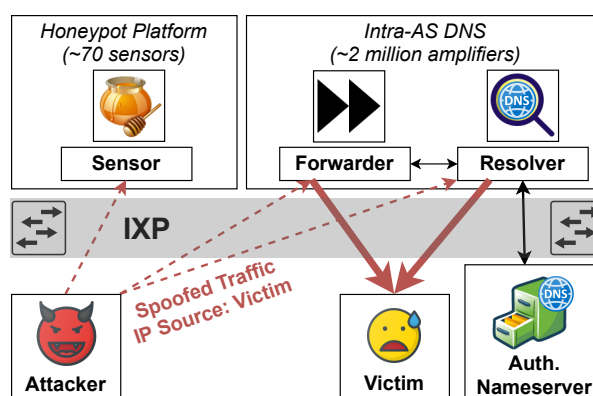 Honeypot Platform
(~70 sensors)
Intra-AS DNS
(~2 million amplifiers)
DNS
Sensor
Forwarder
Resolver
IXP
Spoofed Traffic
IP Source: Victim
DNS
Attacker
Victim
Auth.
Nameserver